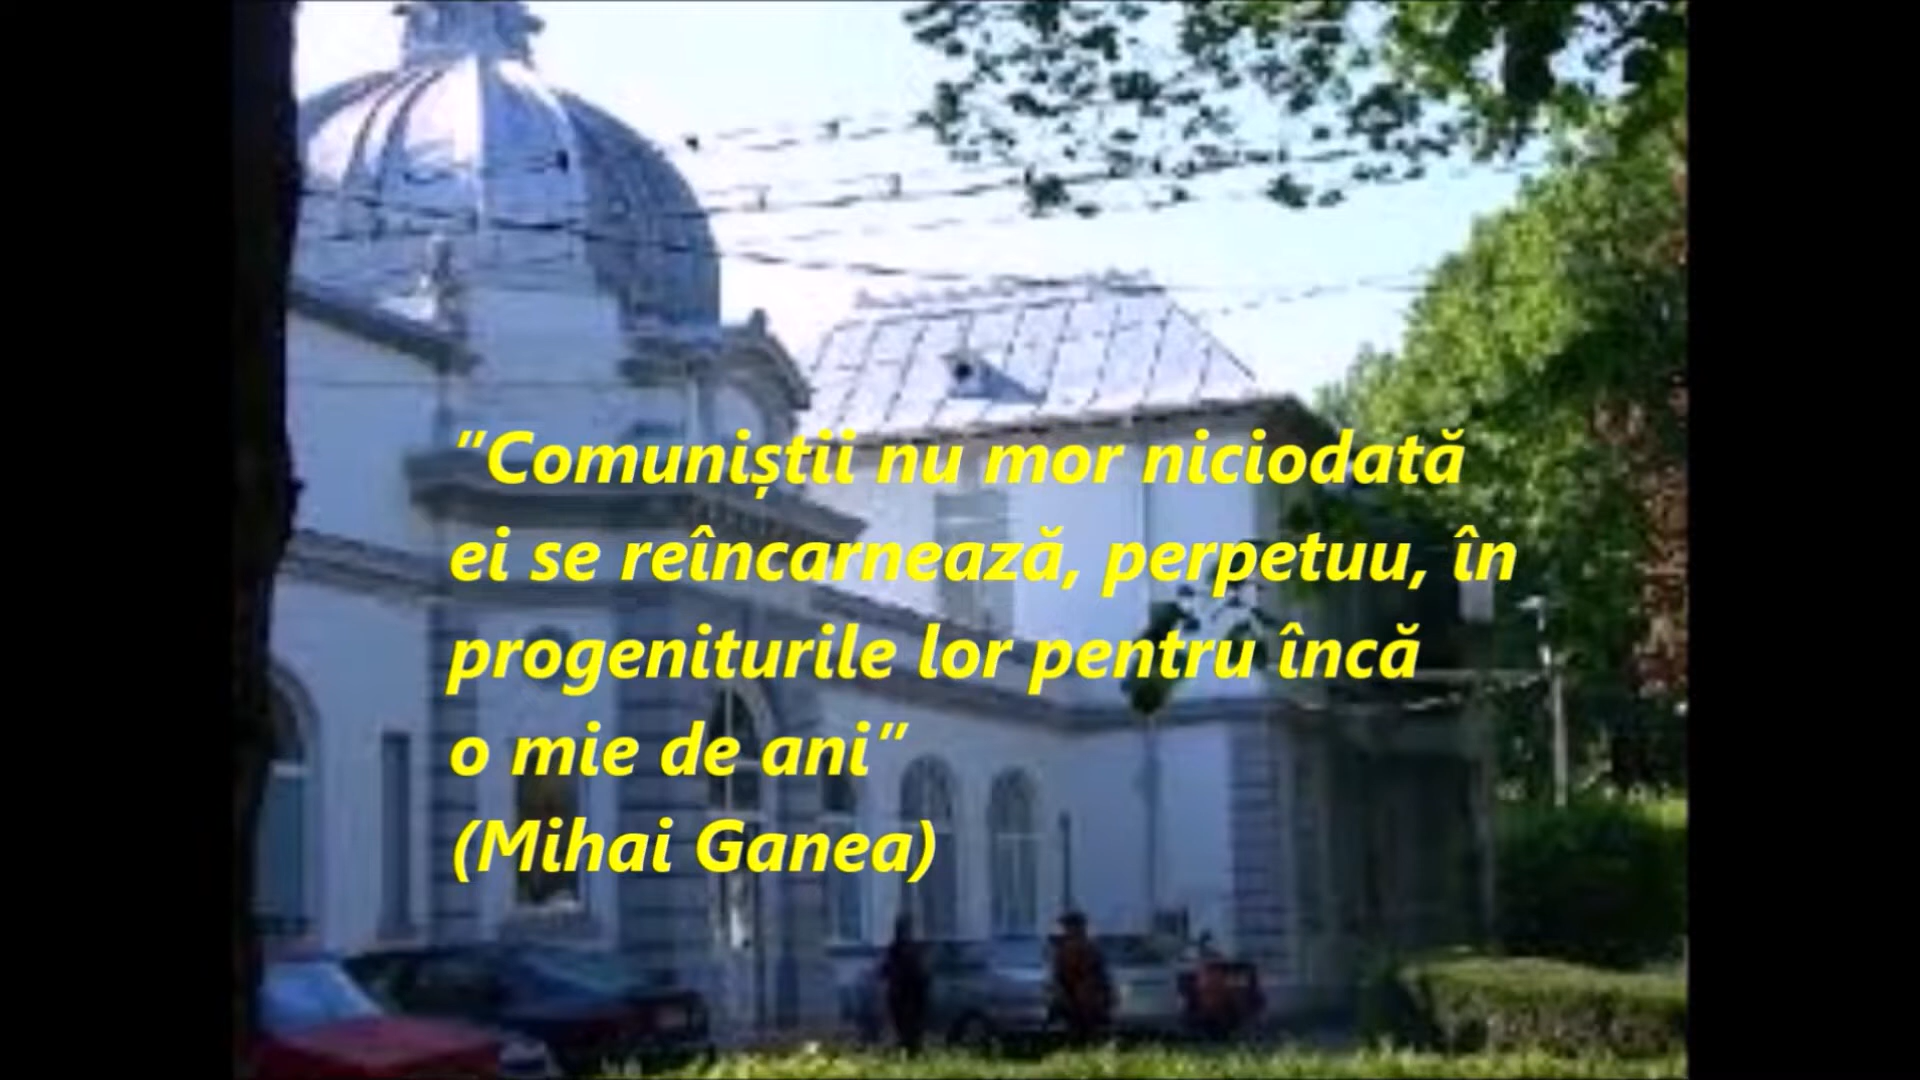 "Comuniștii nu mor niciodată
ei se reîncarnează, perpetuu, în
progeniturile lor pentru încă
o mie de ani"
(Mihai Ganea)